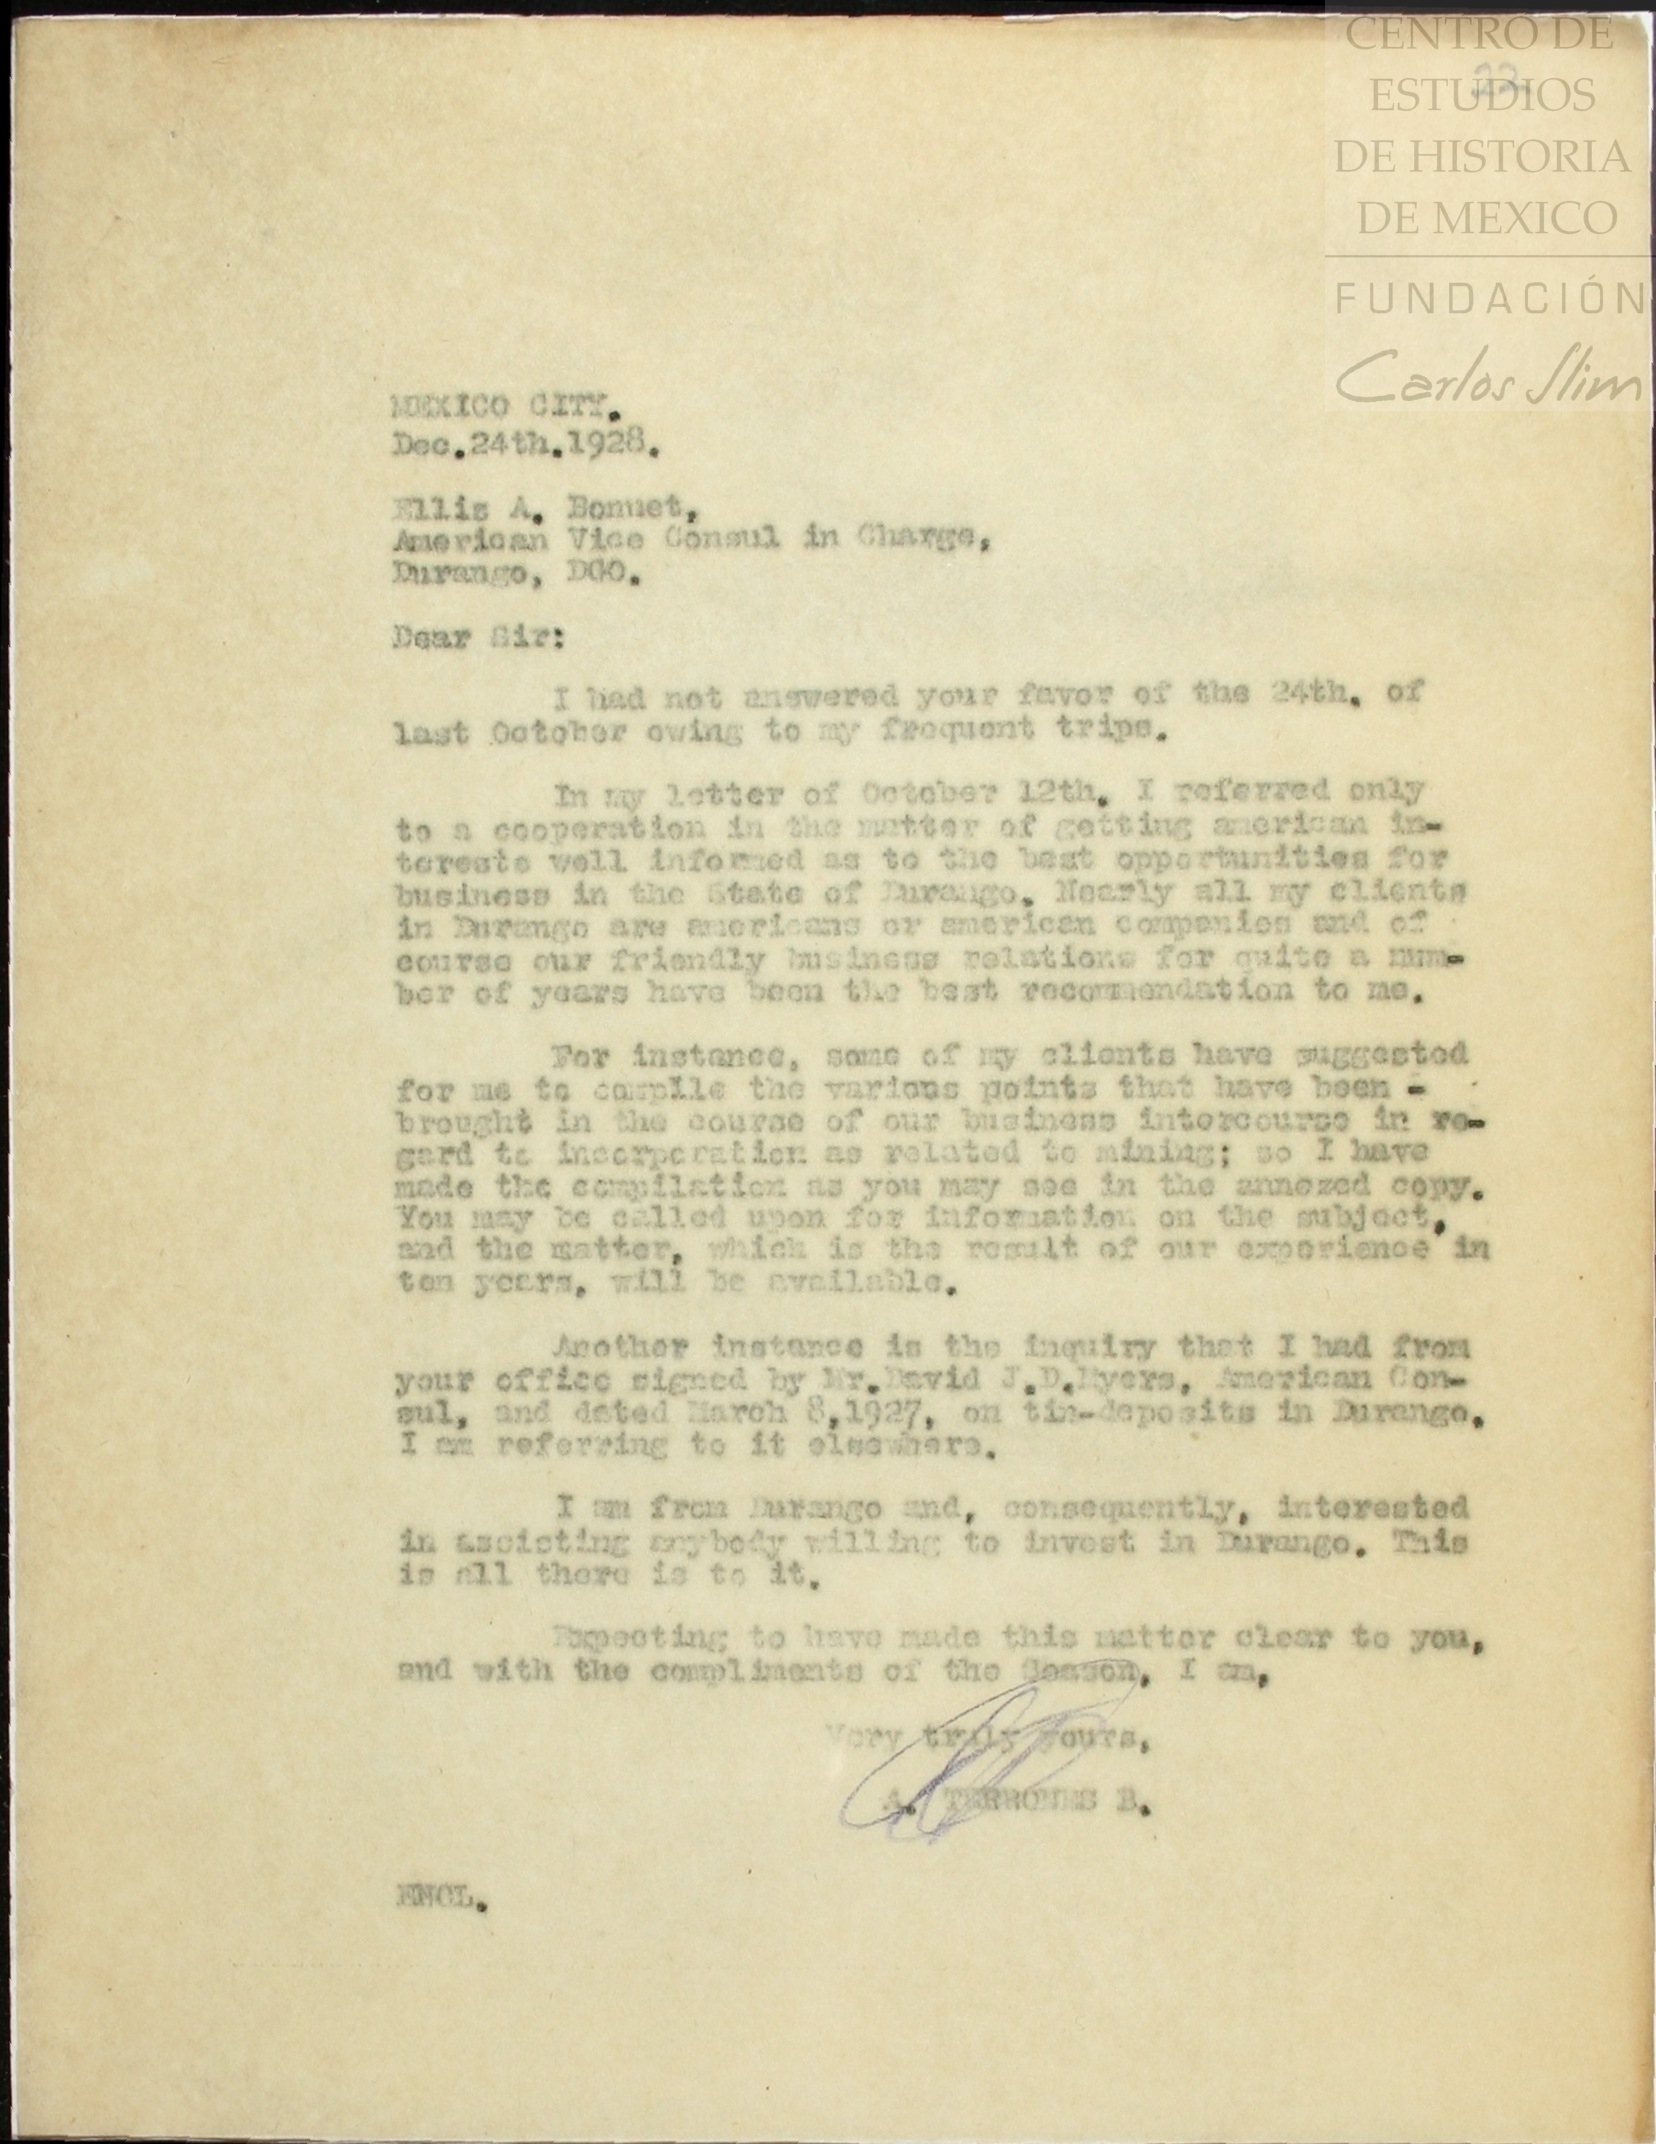 CENTRO DE
ESTUDIOS
DE HISTORIA
DE MEXICO
FUNDACIÓN
Carlos Slim
MEXICO CITY.
Dec.24th.1928.
Ellis A. Bonnet,
American Vice Consul in Charge,
Durango, DGO.
Dear Sir:
I had not answered your favor of the 24th. of
last October owing to my frequent trips.
In my letter of October 12th. I referred only
to a cooperation in the matter of getting american in-
terests well informed as to the best opportunities for
business in the State of Durango. Nearly all my clients
in Durango are americans or american companies and of
course our friendly business relations for quite a num-
ber of years have been the best recommendation to me.
For instance, some of my clients have suggested
for me to compile the various points that have been -
brought in the course of our business intercourse in re-
gard to incorporation as related to mining; so I have
made the compilation as you may see in the annexed copy.
You may be called upon for information on the subject,
and the matter, which is the result of our experience in
ten years, will be available.
Another instance is the inquiry that I had from
your office signed by Mr.David J.D.Myers, American Con-
sul, and dated March 8,1927, on tin-deposits in Durango.
I am referring to it elsewhere.
I am from Durango and, consequently, interested
in assisting anybody willing to invest in Durango. This
is all there is to it.
Expecting to have made this matter clear to you,
and with the compliments of the Season, I am,
Very truly yours,
A. TERRONES B.
ENCL.